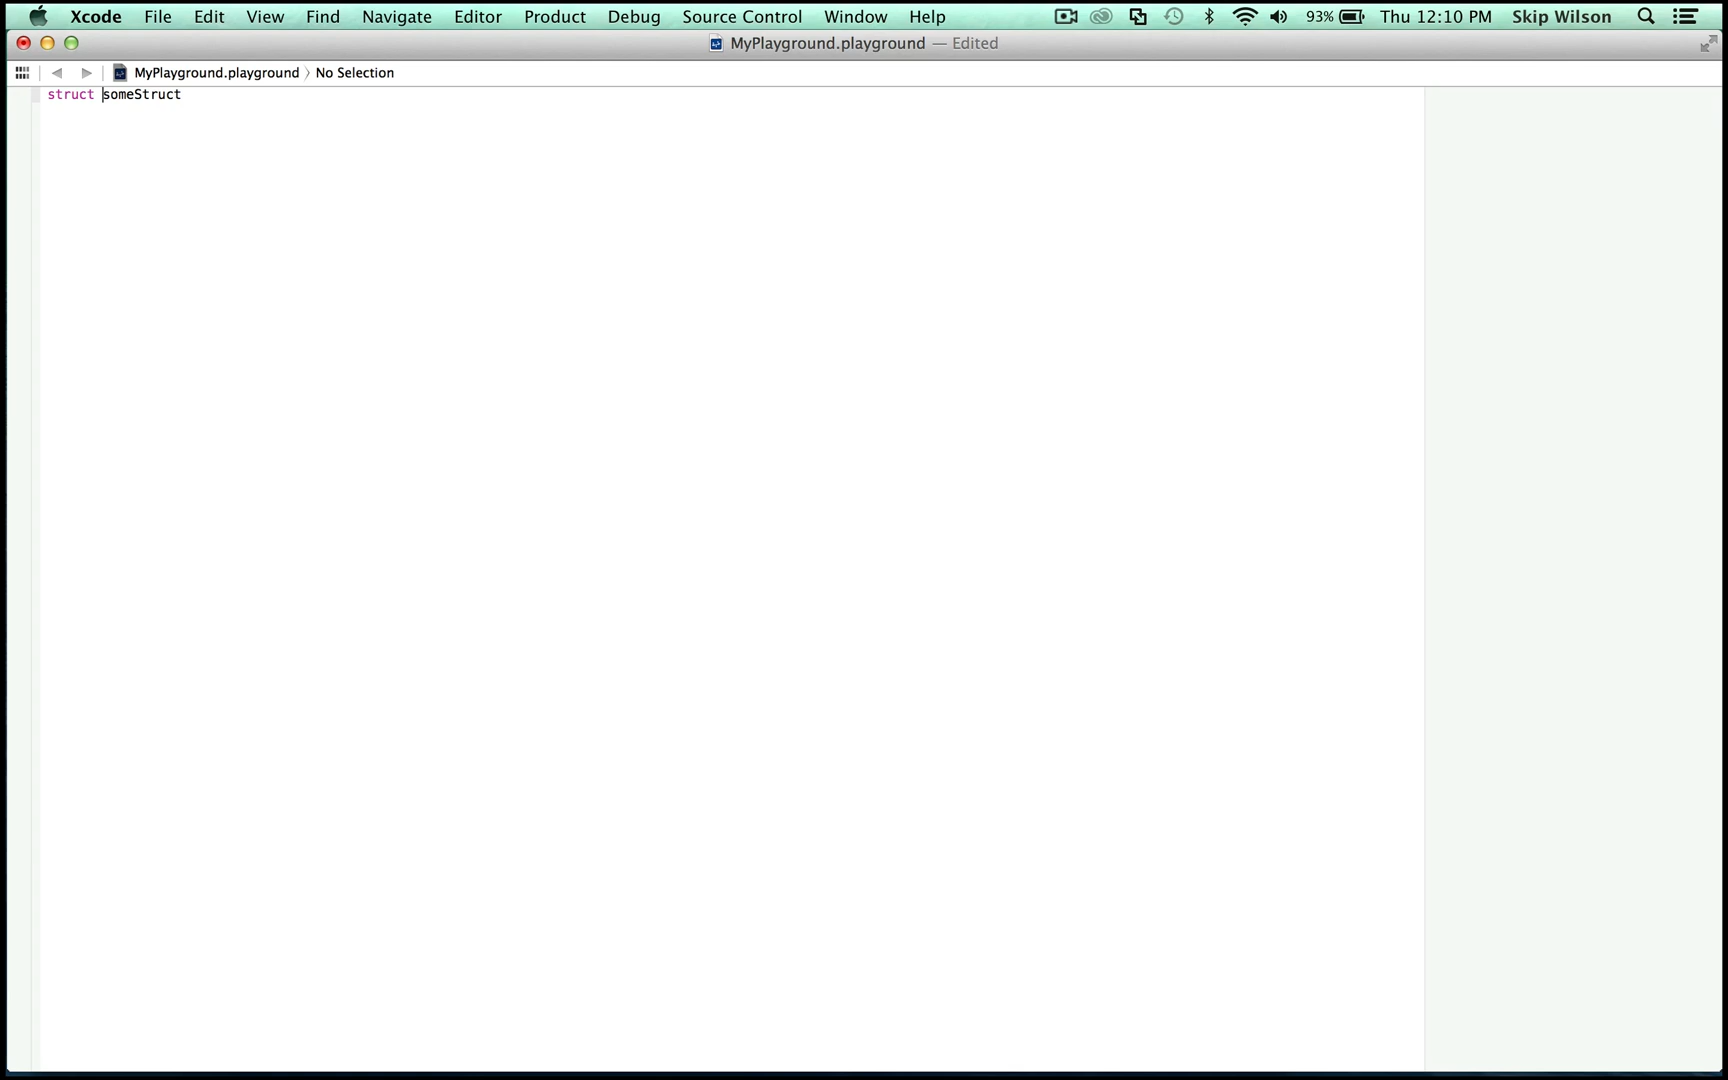 Xcode File Edit View Find Navigate Editor Product Debug Source Control Window Help 93% Thu 12:10 PM Skip Wilson
MyPlayground.playground — Edited
MyPlayground.playground 〉 No Selection
struct someStruct